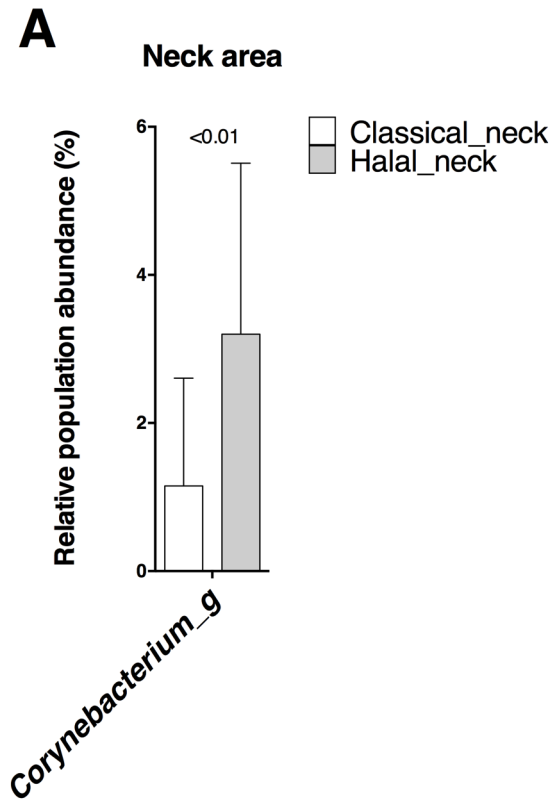 A
Neck area
<0.01
Classical_neck
Halal_neck
Relative population abundance (%)
6
4
2
0
Corynebacterium_g